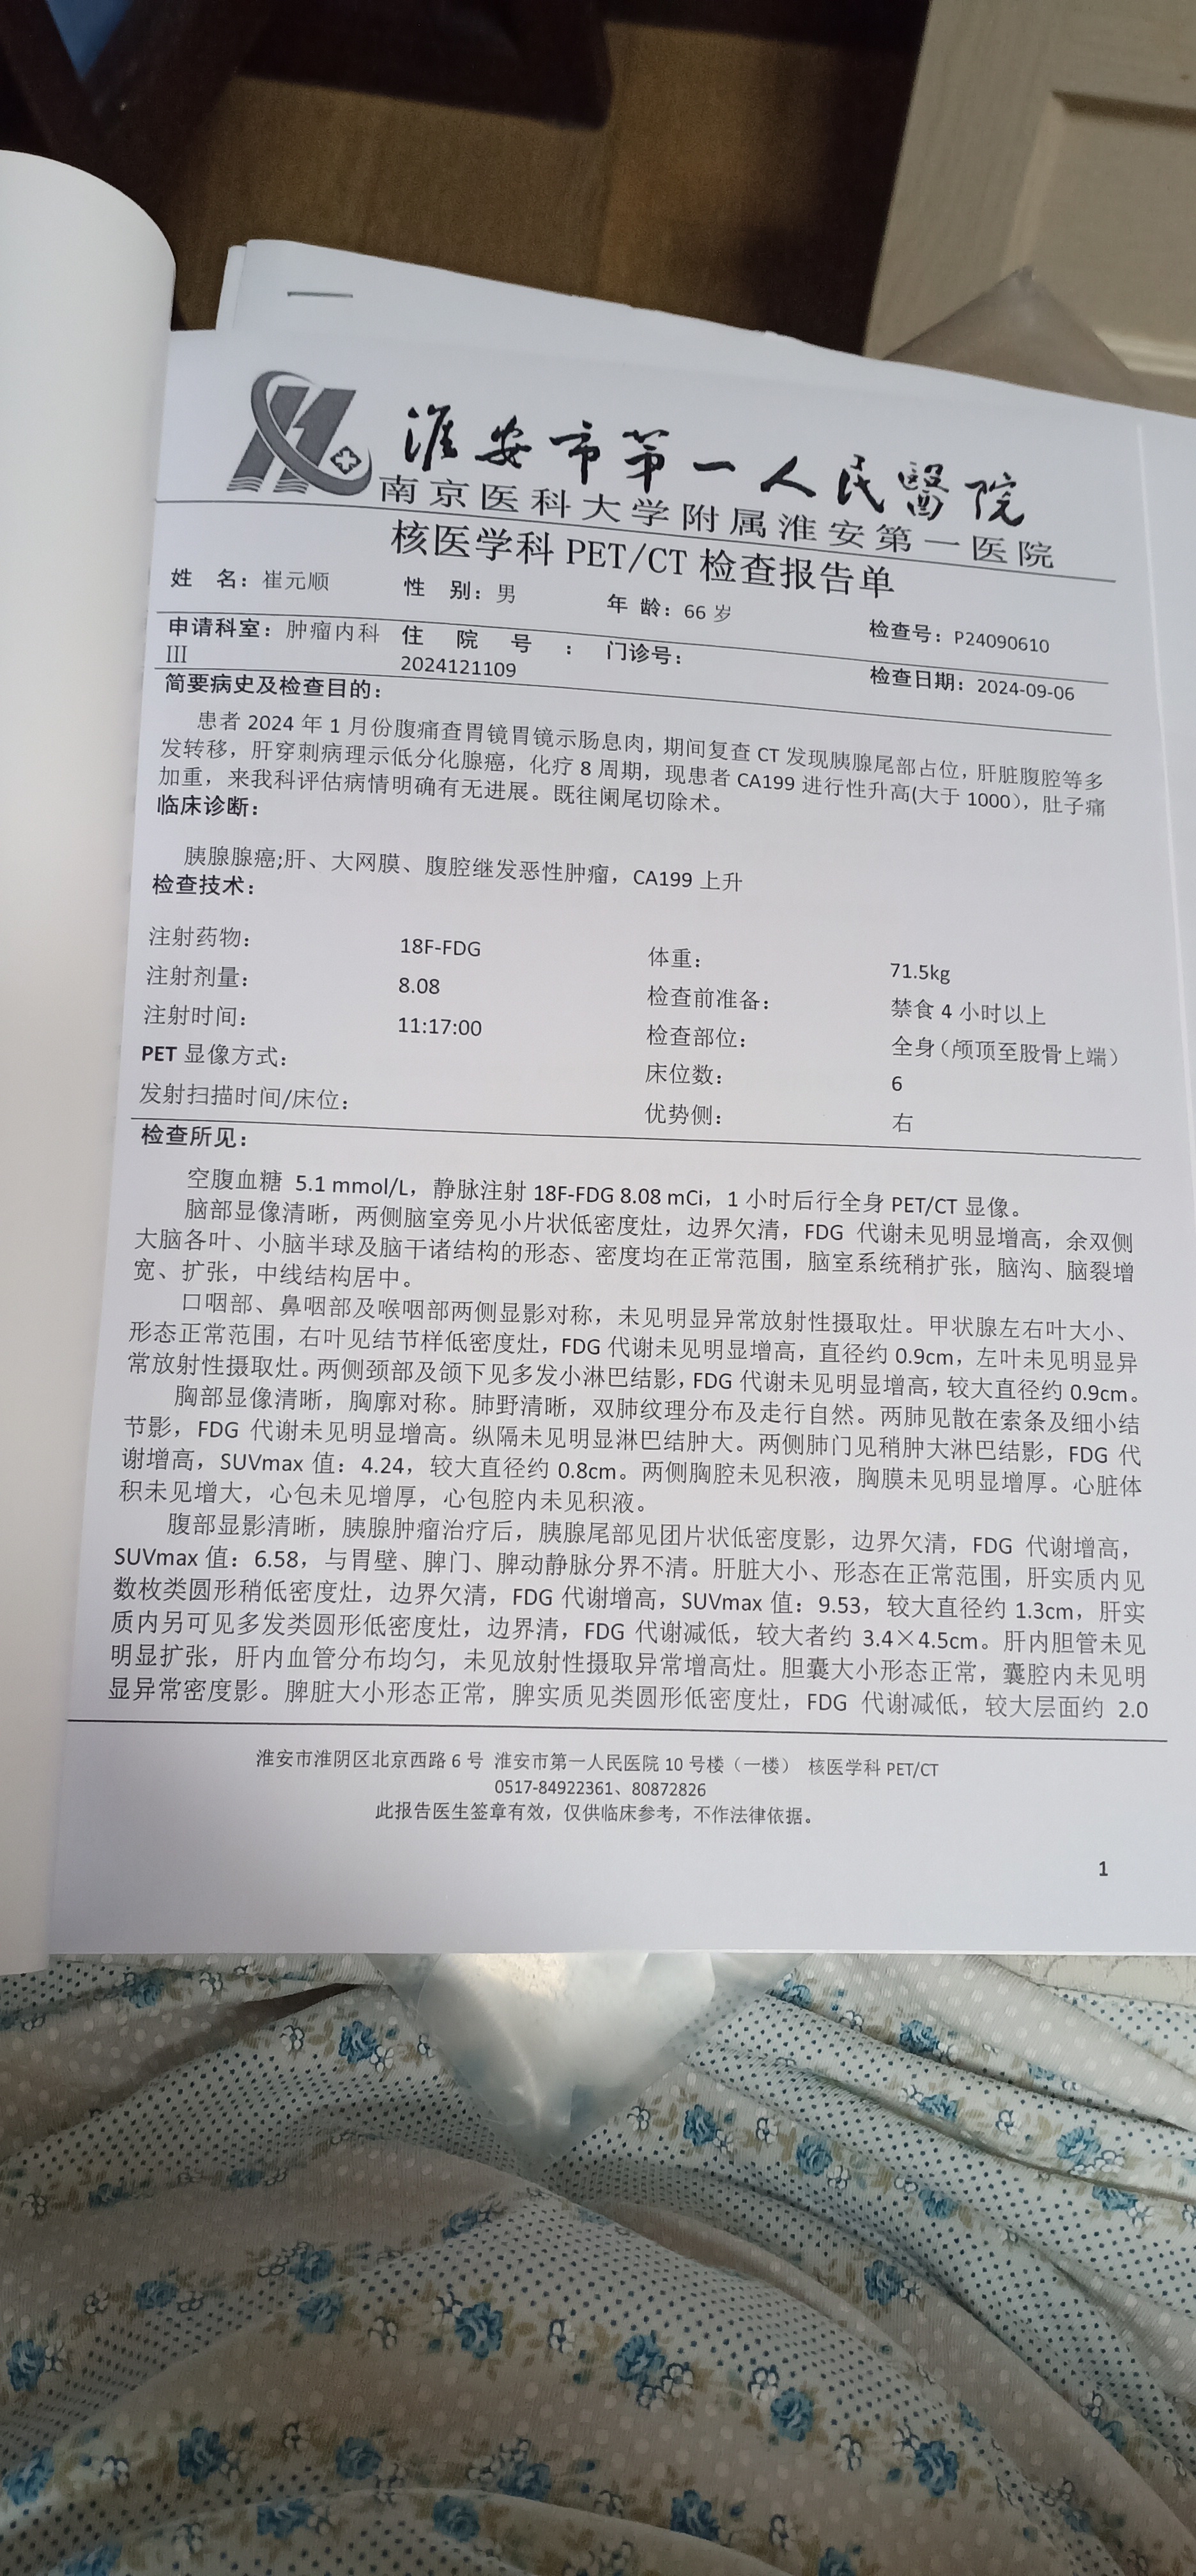 淮安市第一人民醫院
南京医科大学附属淮安第一医院
核医学科 PET/CT 检查报告单
姓 名：崔元顺 性 别：男 年 龄：66 岁 检查号：P24090610
申请科室：肿瘤内科 住 院 号 ： 门诊号：
III 2024121109 检查日期：2024-09-06
简要病史及检查目的：
患者 2024 年 1 月份腹痛查胃镜胃镜示肠息肉，期间复查 CT 发现胰腺尾部占位，肝脏腹腔等多
发转移，肝穿刺病理示低分化腺癌，化疗 8 周期，现患者 CA199 进行性升高(大于 1000），肚子痛
加重，来我科评估病情明确有无进展。既往阑尾切除术。
临床诊断：
胰腺腺癌;肝、大网膜、腹腔继发恶性肿瘤，CA199 上升
检查技术：
注射药物： 18F-FDG 体重： 71.5kg
注射剂量： 8.08 检查前准备： 禁食 4 小时以上
注射时间： 11:17:00 检查部位： 全身（颅顶至股骨上端）
PET 显像方式： 床位数： 6
发射扫描时间/床位： 优势侧： 右
检查所见：
空腹血糖 5.1 mmol/L，静脉注射 18F-FDG 8.08 mCi，1 小时后行全身 PET/CT 显像。
脑部显像清晰，两侧脑室旁见小片状低密度灶，边界欠清，FDG 代谢未见明显增高，余双侧
大脑各叶、小脑半球及脑干诸结构的形态、密度均在正常范围，脑室系统稍扩张，脑沟、脑裂增
宽、扩张，中线结构居中。
口咽部、鼻咽部及喉咽部两侧显影对称，未见明显异常放射性摄取灶。甲状腺左右叶大小、
形态正常范围，右叶见结节样低密度灶，FDG 代谢未见明显增高，直径约 0.9cm，左叶未见明显异
常放射性摄取灶。两侧颈部及颌下见多发小淋巴结影，FDG 代谢未见明显增高，较大直径约 0.9cm。
胸部显像清晰，胸廓对称。肺野清晰，双肺纹理分布及走行自然。两肺见散在索条及细小结
节影，FDG 代谢未见明显增高。纵隔未见明显淋巴结肿大。两侧肺门见稍肿大淋巴结影，FDG 代
谢增高，SUVmax 值：4.24，较大直径约 0.8cm。两侧胸腔未见积液，胸膜未见明显增厚。心脏体
积未见增大，心包未见增厚，心包腔内未见积液。
腹部显影清晰，胰腺肿瘤治疗后，胰腺尾部见团片状低密度影，边界欠清，FDG 代谢增高，
SUVmax 值：6.58，与胃壁、脾门、脾动静脉分界不清。肝脏大小、形态在正常范围，肝实质内见
数枚类圆形稍低密度灶，边界欠清，FDG 代谢增高，SUVmax 值：9.53，较大直径约 1.3cm，肝实
质内另可见多发类圆形低密度灶，边界清，FDG 代谢减低，较大者约 3.4×4.5cm。肝内胆管未见
明显扩张，肝内血管分布均匀，未见放射性摄取异常增高灶。胆囊大小形态正常，囊腔内未见明
显异常密度影。脾脏大小形态正常，脾实质见类圆形低密度灶，FDG 代谢减低，较大层面约 2.0
淮安市淮阴区北京西路 6 号 淮安市第一人民医院 10 号楼（一楼） 核医学科 PET/CT
0517-84922361、80872826
此报告医生签章有效，仅供临床参考，不作法律依据。
1